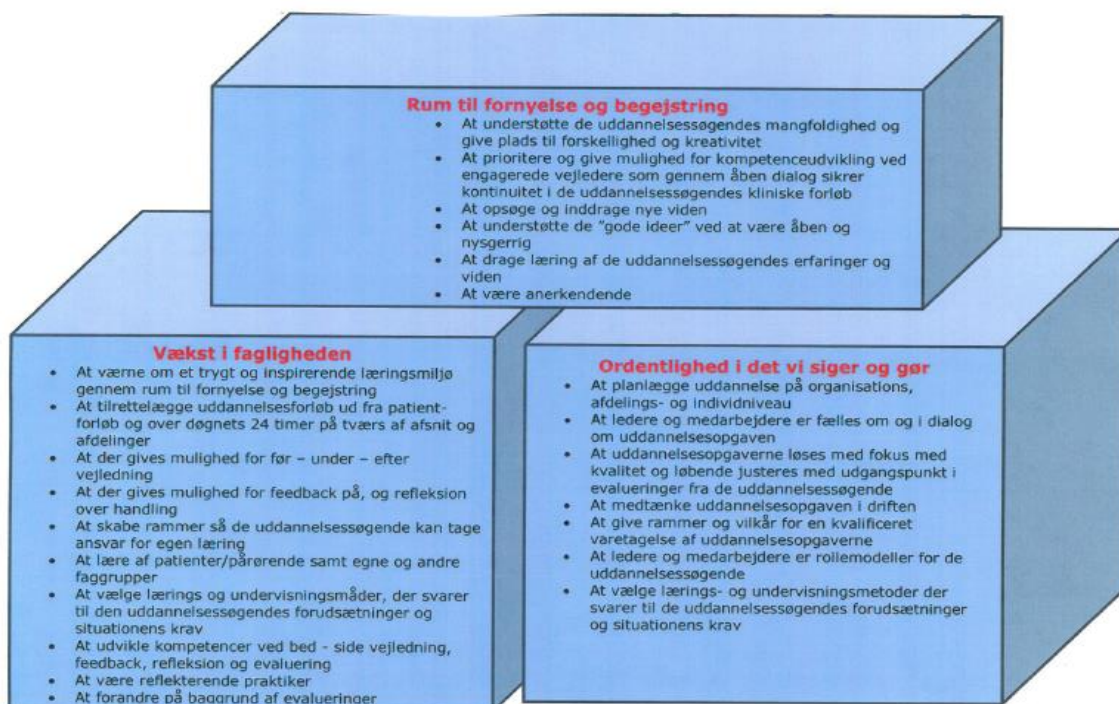 Rum til fornyelse og begejstring
• At understøtte de uddannelsessøgendes mangfoldighed og
give plads til forskellighed og kreativitet
• At prioritere og give mulighed for kompetenceudvikling ved
engagerede vejledere som gennem åben dialog sikrer
kontinuitet i de uddannelsessøgendes kliniske forløb
• At opsøge og inddrage nye viden
• At understøtte de "gode ideer" ved at være åben og
nysgerrig
• At drage læring af de uddannelsessøgendes erfaringer og
viden
• At være anerkendende
Vækst i fagligheden
• At værne om et trygt og inspirerende læringsmiljø
gennem rum til fornyelse og begejstring
• At tilrettelægge uddannelsesforløb ud fra patient-
forløb og over døgnets 24 timer på tværs af afsnit og
afdelinger
• At der gives mulighed for før – under – efter
vejledning
• At der gives mulighed for feedback på, og refleksion
over handling
• At skabe rammer så de uddannelsessøgende kan tage
ansvar for egen læring
• At lære af patienter/pårørende samt egne og andre
faggrupper
• At vælge lærings og undervisningsmåder, der svarer
til den uddannelsessøgendes forudsætninger og
situationens krav
• At udvikle kompetencer ved bed - side vejledning,
feedback, refleksion og evaluering
• At være reflekterende praktiker
• At forandre på baggrund af evalueringer
Ordentlighed i det vi siger og gør
• At planlægge uddannelse på organisations,
afdelings- og individniveau
• At ledere og medarbejdere er fælles om og i dialog
om uddannelsesopgaven
• At uddannelsesopgaverne løses med fokus med
kvalitet og løbende justeres med udgangspunkt i
evalueringer fra de uddannelsessøgende
• At medtænke uddannelsesopgaven i driften
• At give rammer og vilkår for en kvalificeret
varetagelse af uddannelsesopgaverne
• At ledere og medarbejdere er rollemodeller for de
uddannelsessøgende
• At vælge lærings- og undervisningsmetoder der
svarer til de uddannelsessøgendes forudsætninger
og situationens krav